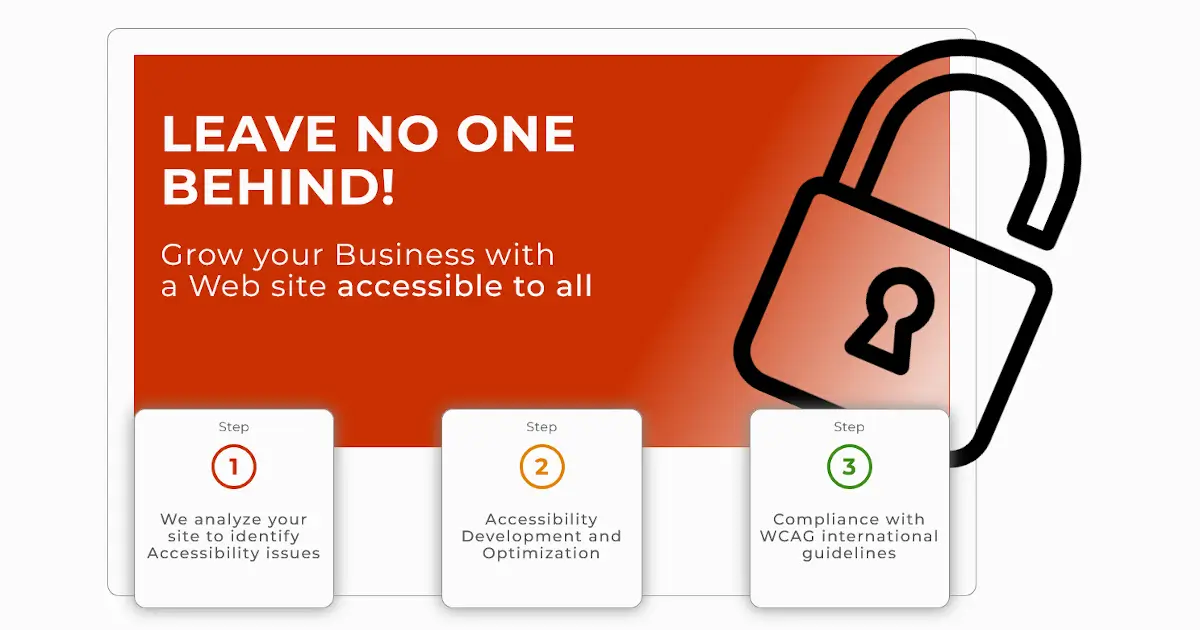 LEAVE NO ONE
BEHIND!
Grow your Business with
a Web site accessible to all
Step
1
We analyze your
site to identify
Accessibility issues
Step
2
Accessibility
Development and
Optimization
Step
3
Compliance with
WCAG international
guidelines